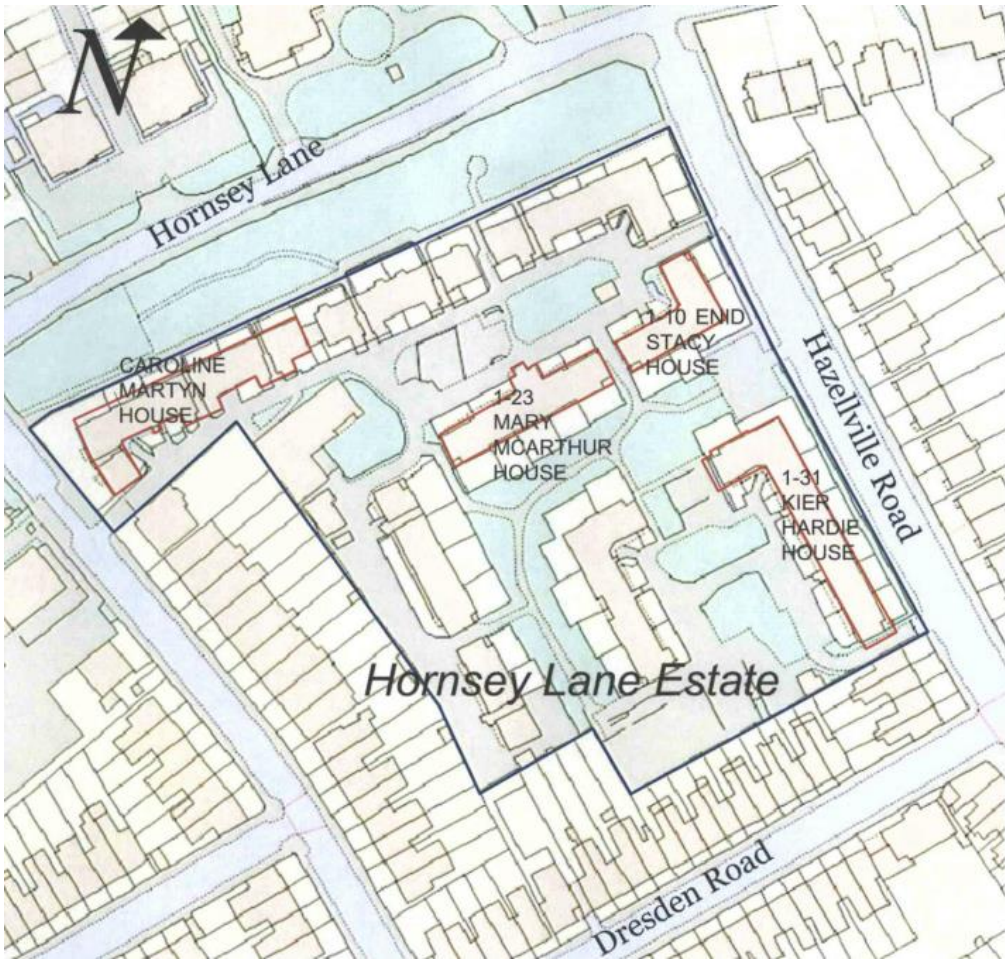 N
Hornsey Lane
CAROLINE
MARTYN
HOUSE
1-23
MARY
MCARTHUR
HOUSE
1-10 ENID
STACY
HOUSE
Hazellville Road
1-31
KIER
HARDIE
HOUSE
Hornsey Lane Estate
Dresden Road